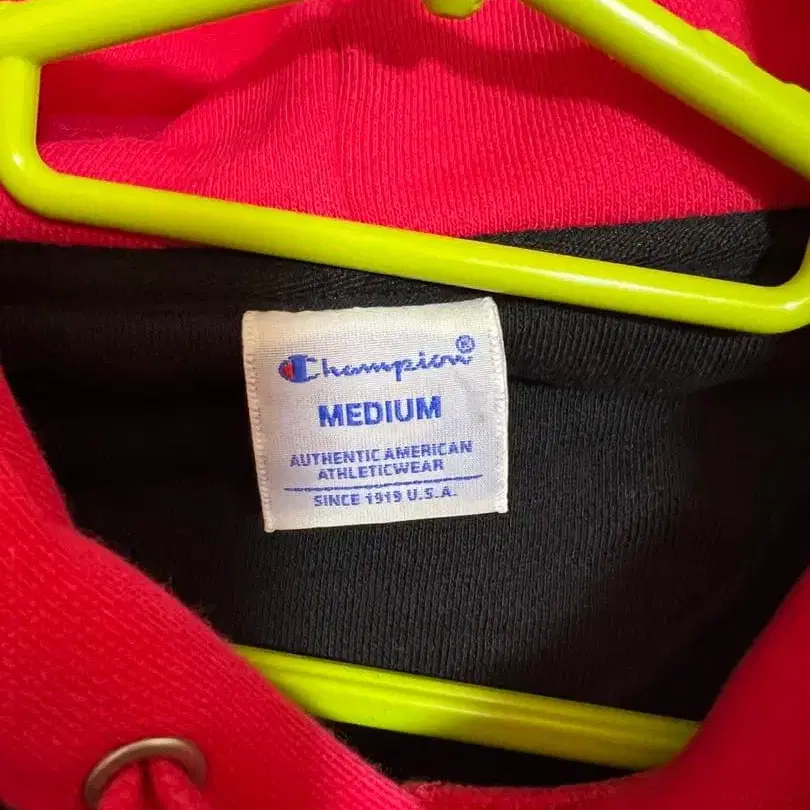 Champion®
MEDIUM
AUTHENTIC AMERICAN
ATHLETICWEAR
SINCE 1919 U.S.A.